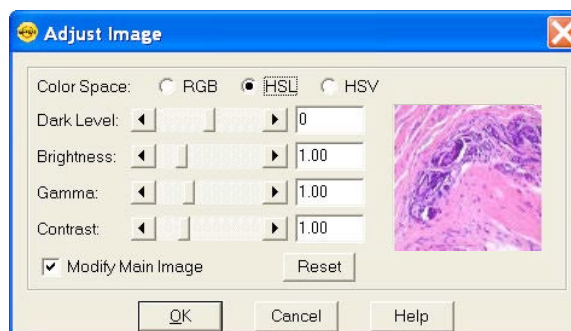 Adjust Image
Color Space: RGB HSL HSV
Dark Level: 0
Brightness: 1.00
Gamma: 1.00
Contrast: 1.00
Modify Main Image Reset
OK Cancel Help